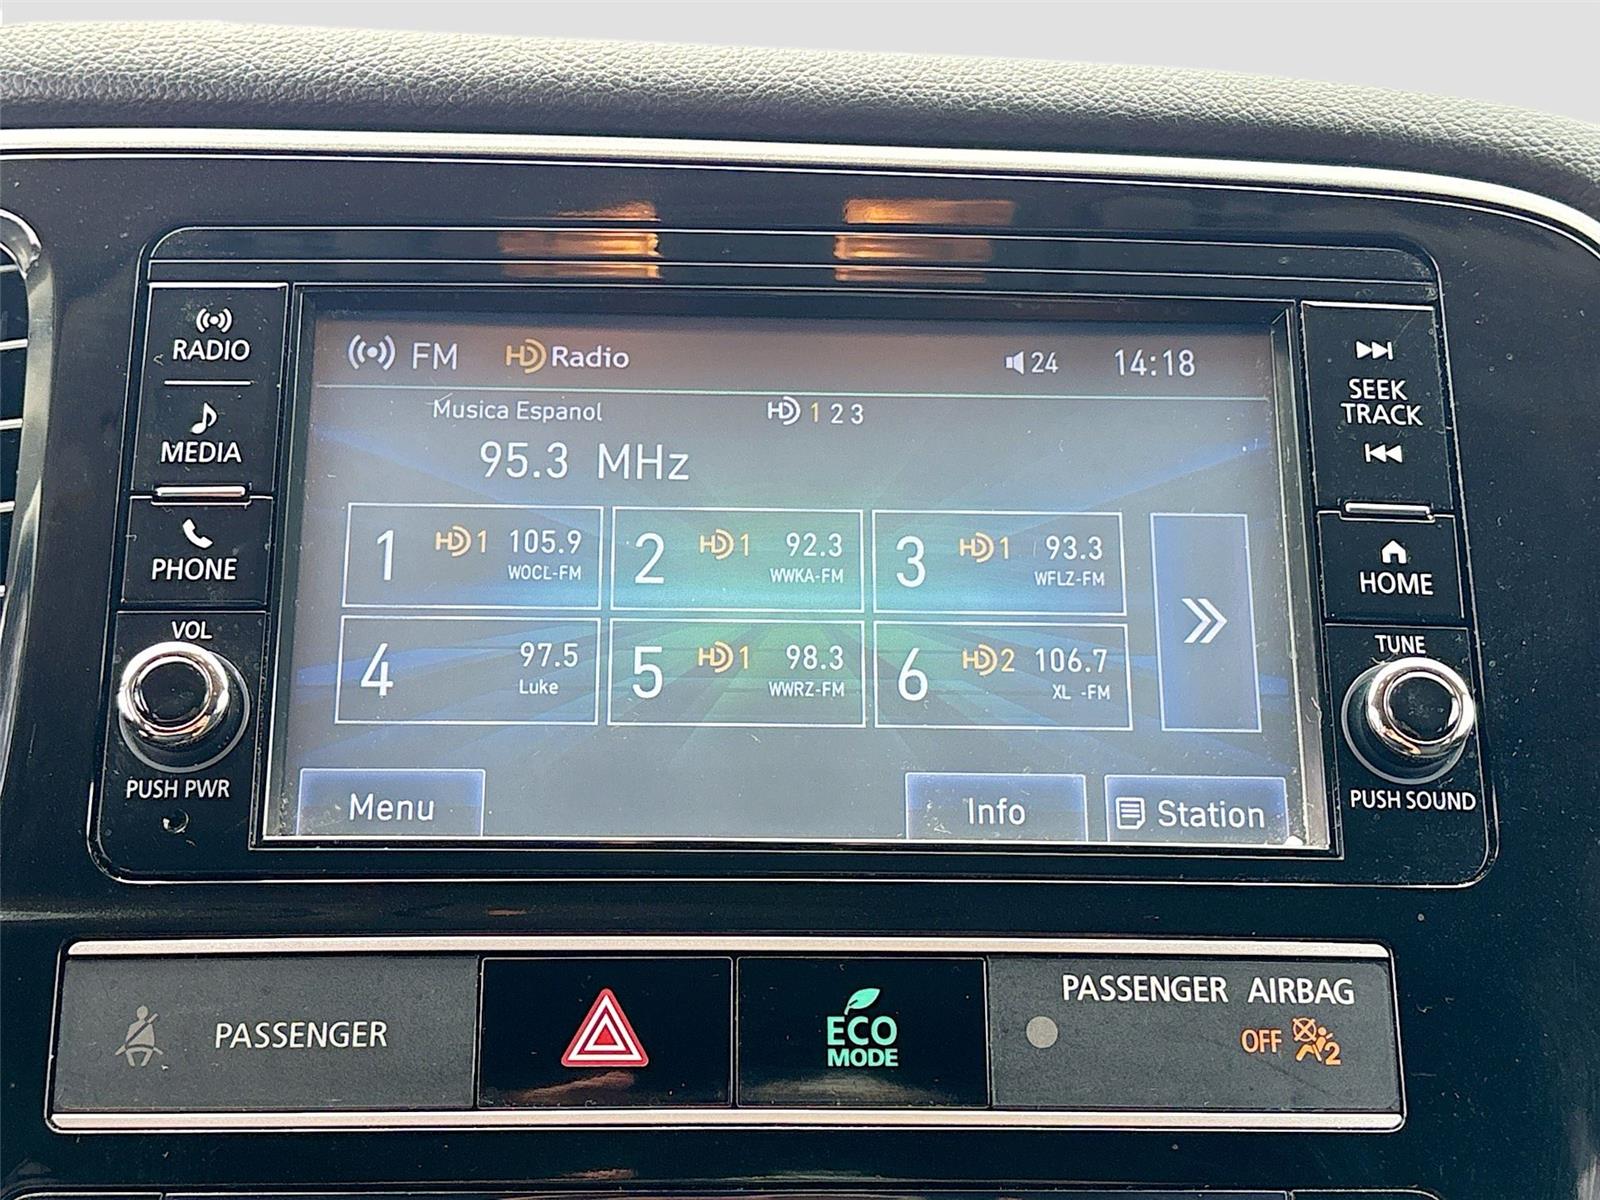 RADIO
MEDIA
PHONE
VOL
PUSH PWR
FM HD Radio 24 14:18
Musica Espanol HD 1 2 3
95.3 MHz
1 HD 1 105.9
WOCL-FM
2 HD 1 92.3
WWKA-FM
3 HD 1 93.3
WFLZ-FM
4 97.5
Luke
5 HD 1 98.3
WWRZ-FM
6 HD 2 106.7
XL -FM
Menu Info Station
SEEK
TRACK
HOME
TUNE
PUSH SOUND
PASSENGER
ECO
MODE
PASSENGER AIRBAG
OFF 2